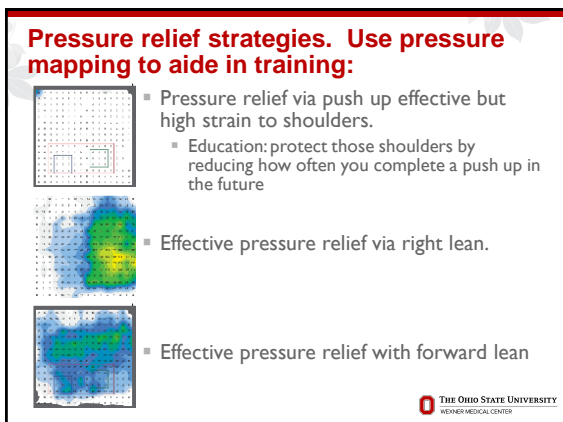 Pressure relief strategies.  Use pressure
mapping to aide in training:
Pressure relief via push up effective but
high strain to shoulders.
Education: protect those shoulders by
reducing how often you complete a push up in
the future
Effective pressure relief via right lean.
Effective pressure relief with forward lean
THE OHIO STATE UNIVERSITY
WEXNER MEDICAL CENTER